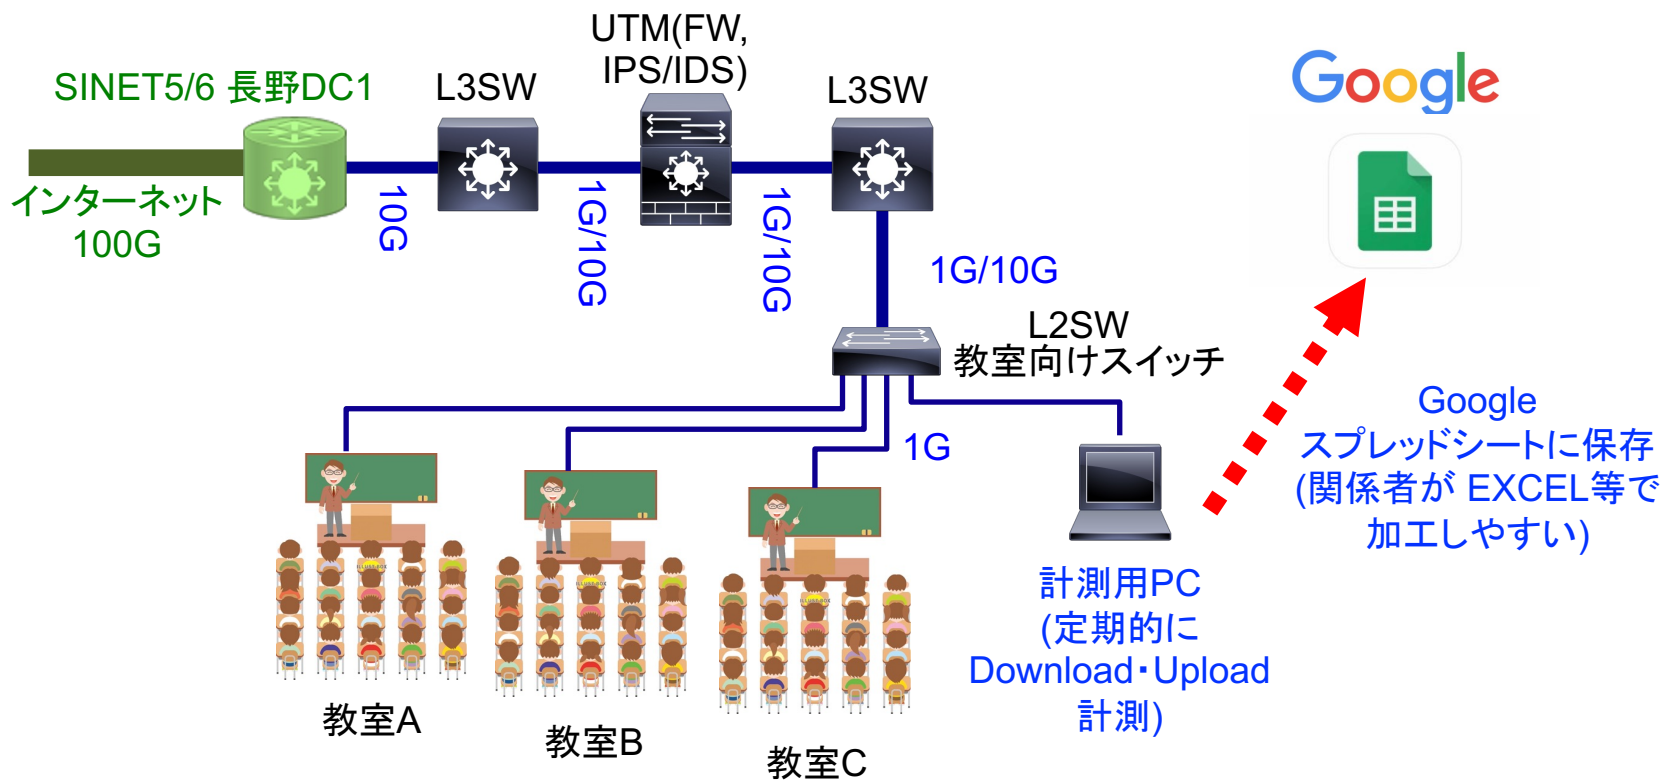 UTM(FW,
IPS/IDS)
SINET5/6 長野DC1
L3SW
L3SW
Google
インターネット
100G
10G
1G/10G
1G/10G
1G/10G
L2SW
教室向けスイッチ
1G
Google
スプレッドシートに保存
(関係者が EXCEL等で
加工しやすい)
計測用PC
(定期的に
Download・Upload
計測)
教室A
教室B
教室C